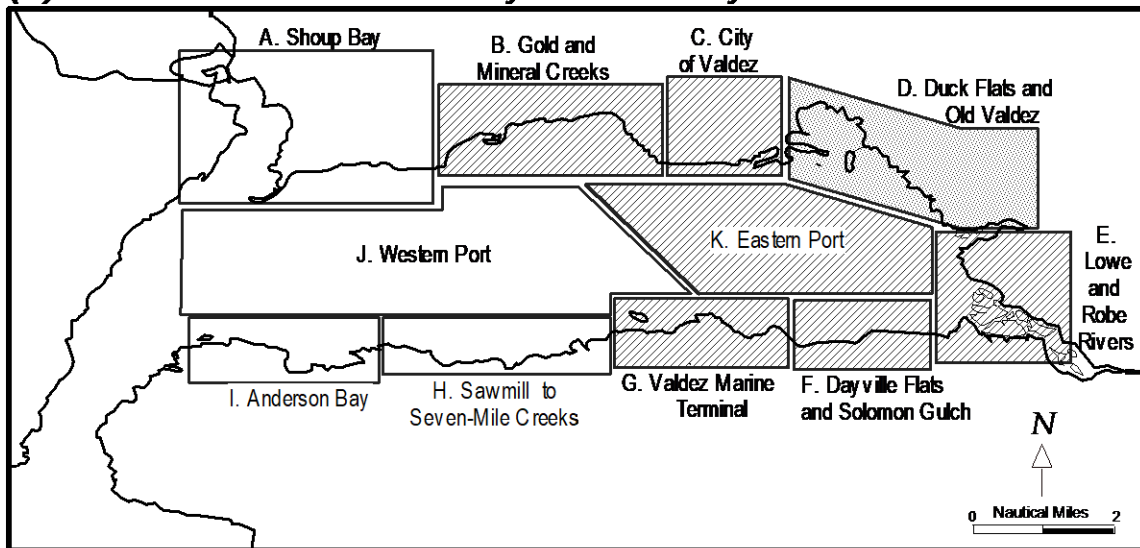 A. Shoup Bay
B. Gold and
Mineral Creeks
C. City
of Valdez
D. Duck Flats and
Old Valdez
E.
Lowe
and
Robe
Rivers
J. Western Port
K. Eastern Port
I. Anderson Bay
H. Sawmill to
Seven-Mile Creeks
G. Valdez Marine
Terminal
F. Dayville Flats
and Solomon Gulch
N
0 Nautical Miles 2